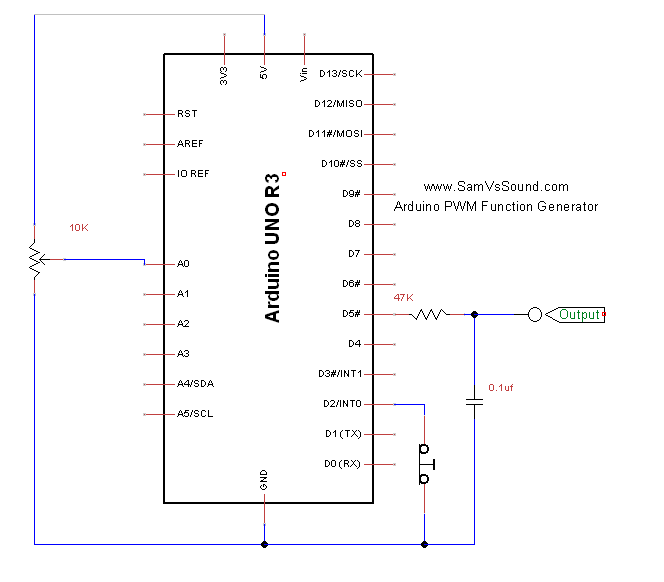 3V3
5V
Vin
RST
AREF
IO REF
A0
A1
A2
A3
A4/SDA
A5/SCL
10K
Arduino UNO R3
GND
D13/SCK
D12/MISO
D11#/MOSI
D10#/SS
D9#
D8
D7
D6#
D5#
D4
D3#/INT1
D2/INT0
D1(TX)
D0(RX)
www.SamVsSound.com
Arduino PWM Function Generator
47K
Output
0.1uf